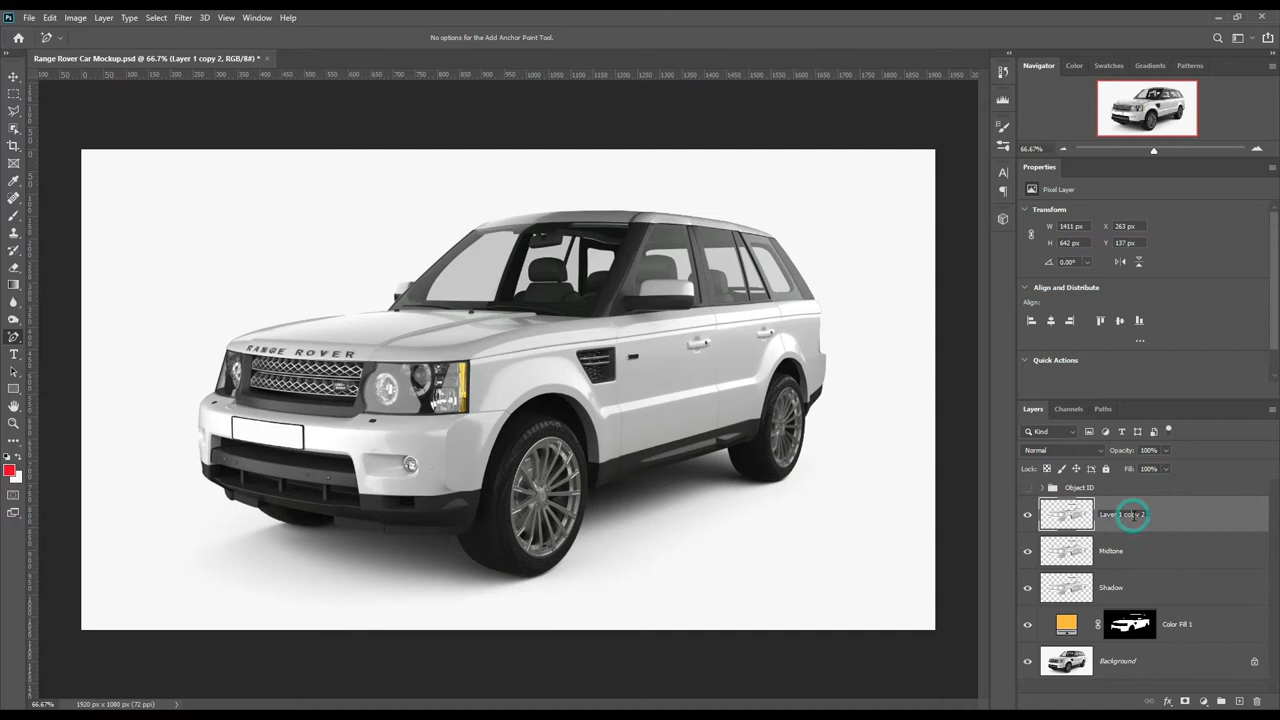 File Edit Image Layer Type Select Filter 3D View Window Help
No options for the Add Anchor Point Tool.
Range Rover Car Mockup.psd @ 66.7% (Layer 1 copy 2, RGB/8#) *
Navigator Color Swatches Gradients Patterns
66.67%
Properties
Pixel Layer
Transform
W 1411 px X 263 px
H 642 px Y 137 px
0.00°
Align and Distribute
Align:
Quick Actions
RANGE ROVER
Layers Channels Paths
Kind
Normal Opacity: 100%
Lock: Fill: 100%
Object ID
Layer 1 copy 2
Midtone
Shadow
Color Fill 1
Background
66.67% 1920 px x 1080 px (72 ppi)